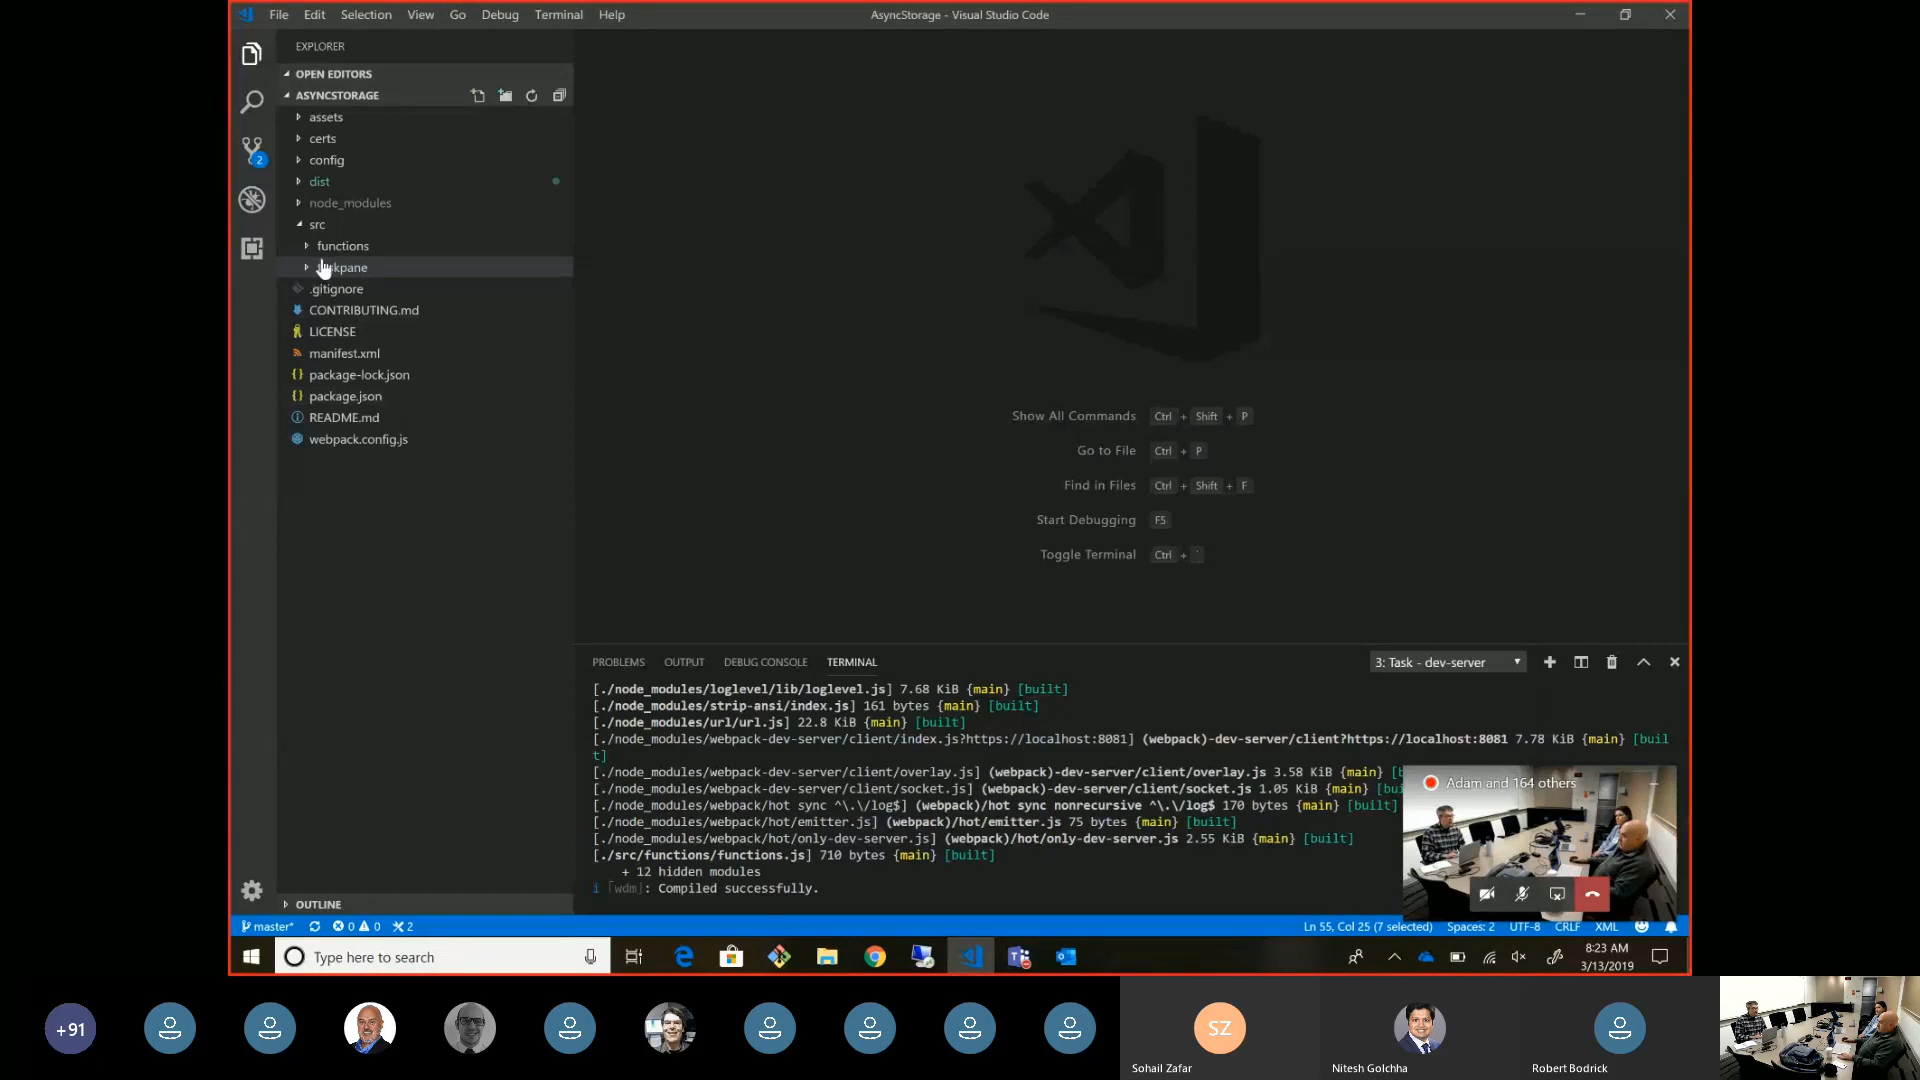 File Edit Selection View Go Debug Terminal Help
AsyncStorage - Visual Studio Code
EXPLORER
OPEN EDITORS
ASYNCSTORAGE
assets
certs
config
dist
node_modules
2
src
functions
.gitignore
CONTRIBUTING.md
LICENSE
manifest.xml
package-lock.json
package.json
README.md
webpack.config.js
OUTLINE
Show All Commands Ctrl + Shift + P
Go to File Ctrl + P
Find in Files Ctrl + Shift + F
Start Debugging F5
Toggle Terminal Ctrl + `
PROBLEMS OUTPUT DEBUG CONSOLE TERMINAL
3: Task - dev-server
[./node_modules/loglevel/lib/loglevel.js] 7.68 KiB {main} [built]
[./node_modules/strip-ansi/index.js] 161 bytes {main} [built]
[./node_modules/url/url.js] 22.8 KiB {main} [built]
[./node_modules/webpack-dev-server/client/index.js?https://localhost:8081] (webpack)-dev-server/client?https://localhost:8081 7.78 KiB {main} [buil
t]
[./node_modules/webpack-dev-server/client/overlay.js] (webpack)-dev-server/client/overlay.js 3.58 KiB {main} [b
[./node_modules/webpack-dev-server/client/socket.js] (webpack)-dev-server/client/socket.js 1.05 KiB {main} [bui
[./node_modules/webpack/hot sync ^\.\/log$] (webpack)/hot sync nonrecursive ^\.\/log$ 170 bytes {main} [built]
[./node_modules/webpack/hot/emitter.js] (webpack)/hot/emitter.js 75 bytes {main} [built]
[./node_modules/webpack/hot/only-dev-server.js] (webpack)/hot/only-dev-server.js 2.55 KiB {main} [built]
[./src/functions/functions.js] 710 bytes {main} [built]
+ 12 hidden modules
i ｢wdm｣: Compiled successfully.
Adam and 164 others
master* 0 0 2
Ln 55, Col 25 (7 selected) Spaces: 2 UTF-8 CRLF XML
Type here to search
8:23 AM
3/13/2019
+91
SZ
Sohail Zafar
Nitesh Golchha
Robert Bodrick